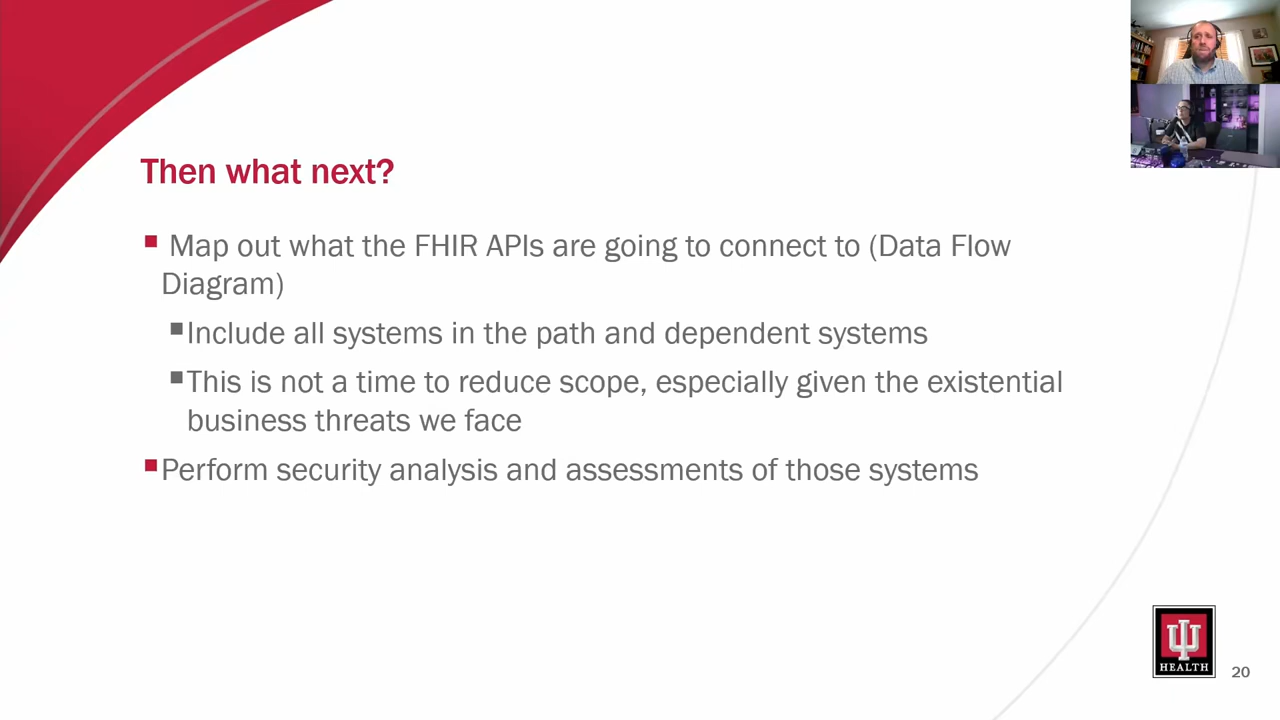 Then what next?
Map out what the FHIR APIs are going to connect to (Data Flow
Diagram)
Include all systems in the path and dependent systems
This is not a time to reduce scope, especially given the existential
business threats we face
Perform security analysis and assessments of those systems
HEALTH
20